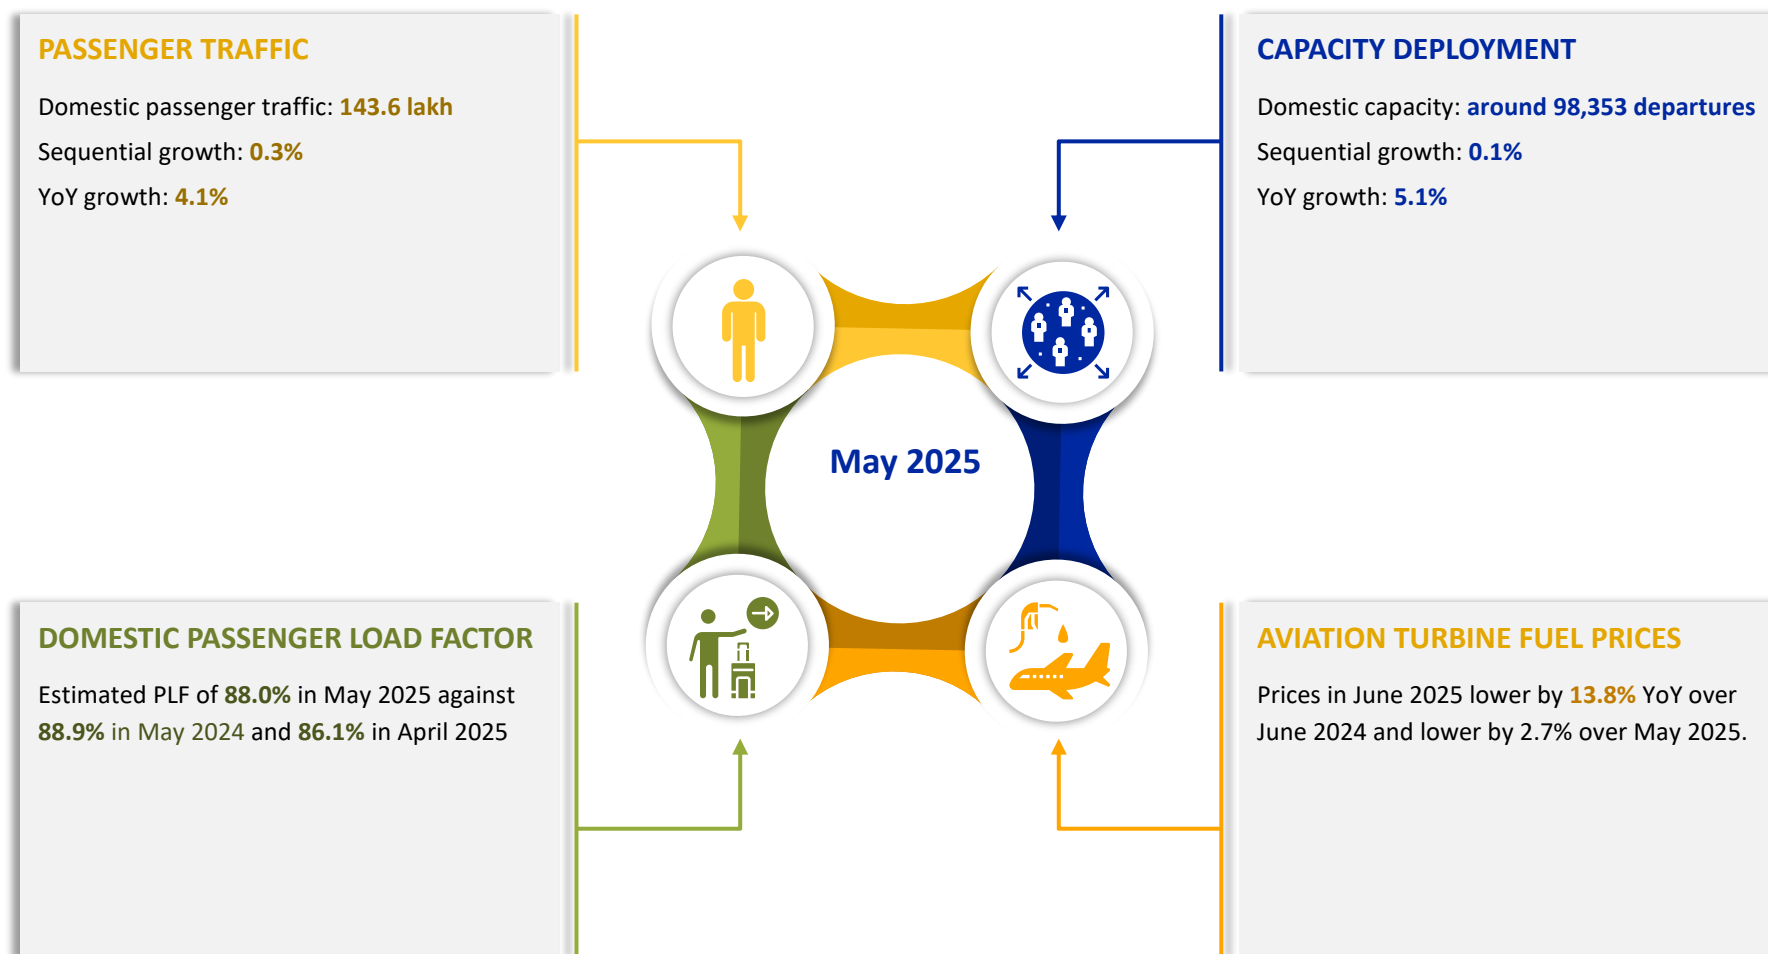 PASSENGER TRAFFIC
Domestic passenger traffic: 143.6 lakh
Sequential growth: 0.3%
YoY growth: 4.1%
CAPACITY DEPLOYMENT
Domestic capacity: around 98,353 departures
Sequential growth: 0.1%
YoY growth: 5.1%
May 2025
DOMESTIC PASSENGER LOAD FACTOR
Estimated PLF of 88.0% in May 2025 against
88.9% in May 2024 and 86.1% in April 2025
AVIATION TURBINE FUEL PRICES
Prices in June 2025 lower by 13.8% YoY over
June 2024 and lower by 2.7% over May 2025.